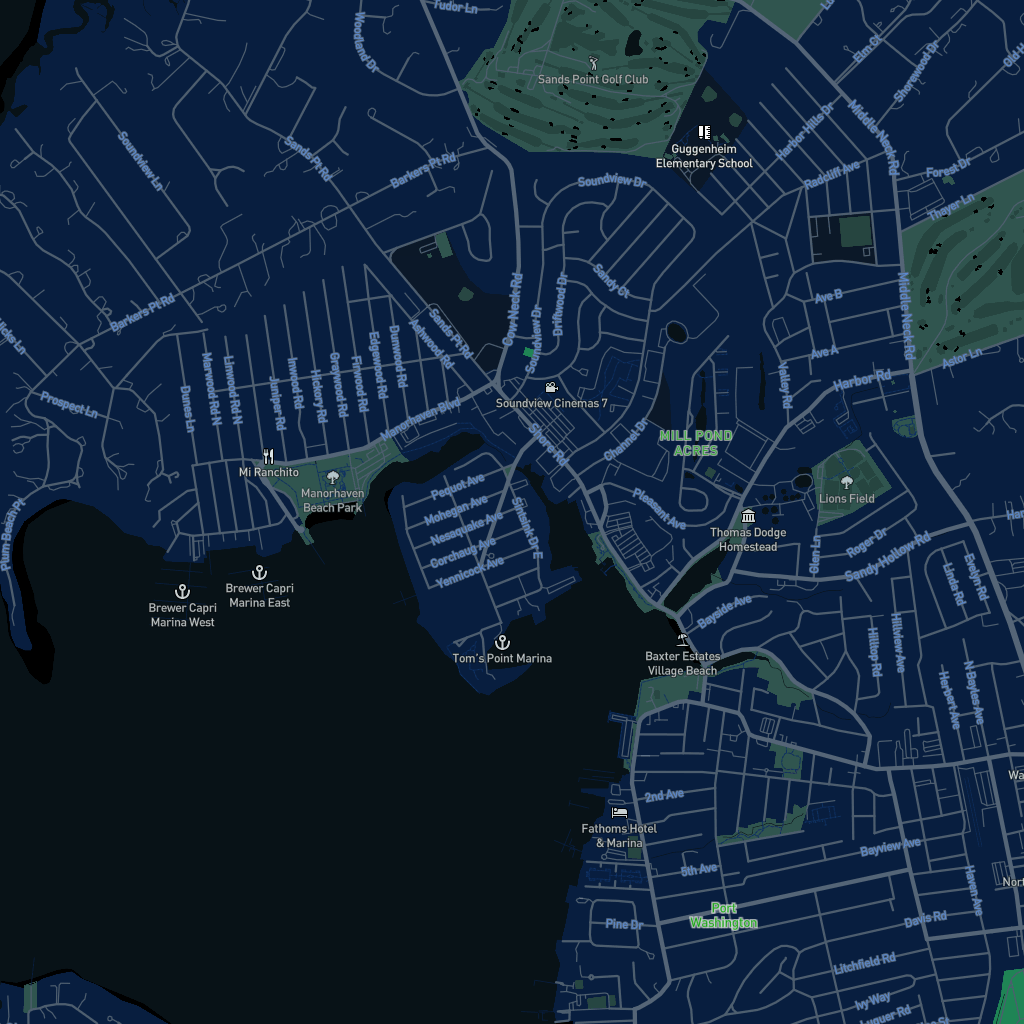 Tudor Ln
Woodland Dr
Elm Ct
Shorewood Dr
Sands Point Golf Club
Middle Neck Rd
Harbor Hills Dr
Guggenheim
Elementary School
Soundview Ln
Sands Pt Rd
Barkers Pt Rd
Radcliff Ave
Forest Dr
Soundview Dr
Thayer Ln
Sandy Ct
Cow Neck Rd
Driftwood Dr
Soundview Dr
Ave B
Middle Neck Rd
Barkers Pt Rd
Sands Pt Rd
Ashwood Rd
Dunwood Rd
Edgewood Rd
Firwood Rd
Graywood Rd
Hickory Rd
Inwood Rd
Juniper Rd
Linwood Rd N
Marwood Rd N
Dunes Ln
Ave A
Astor Ln
Valley Rd
Harbor Rd
Prospect Ln
Manorhaven Blvd
Soundview Cinemas 7
Shore Rd
Channel Dr
MILL POND
ACRES
Mi Ranchito
Manorhaven
Beach Park
Pequot Ave
Mohegan Ave
Nesaquake Ave
Corchaug Ave
Yennicock Ave
Sintsink Dr E
Pleasant Ave
Lions Field
Thomas Dodge
Homestead
Glen Ln
Roger Dr
Sandy Hollow Rd
Plum Beach Pt
Linda Rd
Evelyn Rd
Brewer Capri
Marina East
Brewer Capri
Marina West
Bayside Ave
Tom's Point Marina
Baxter Estates
Village Beach
Hilltop Rd
Hillview Ave
Herbert Ave
N Bayles Ave
2nd Ave
Fathoms Hotel
& Marina
Bayview Ave
5th Ave
Haven Ave
Port
Washington
Pine Dr
Davis Rd
Litchfield Rd
Ivy Way